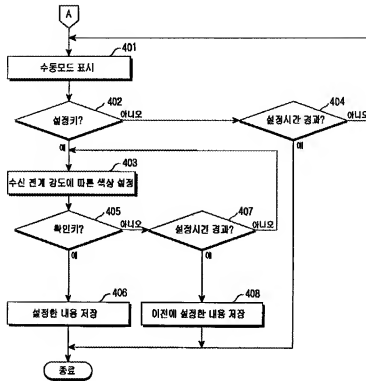 A
401
수동모드 표시
402
설정키?
아니오
예
404
설정시간 경과?
아니오
예
403
수신 전계 강도에 따른 색상 설정
405
확인키?
아니오
예
407
설정시간 경과?
아니오
예
406
설정한 내용 저장
408
이전에 설정한 내용 저장
종료